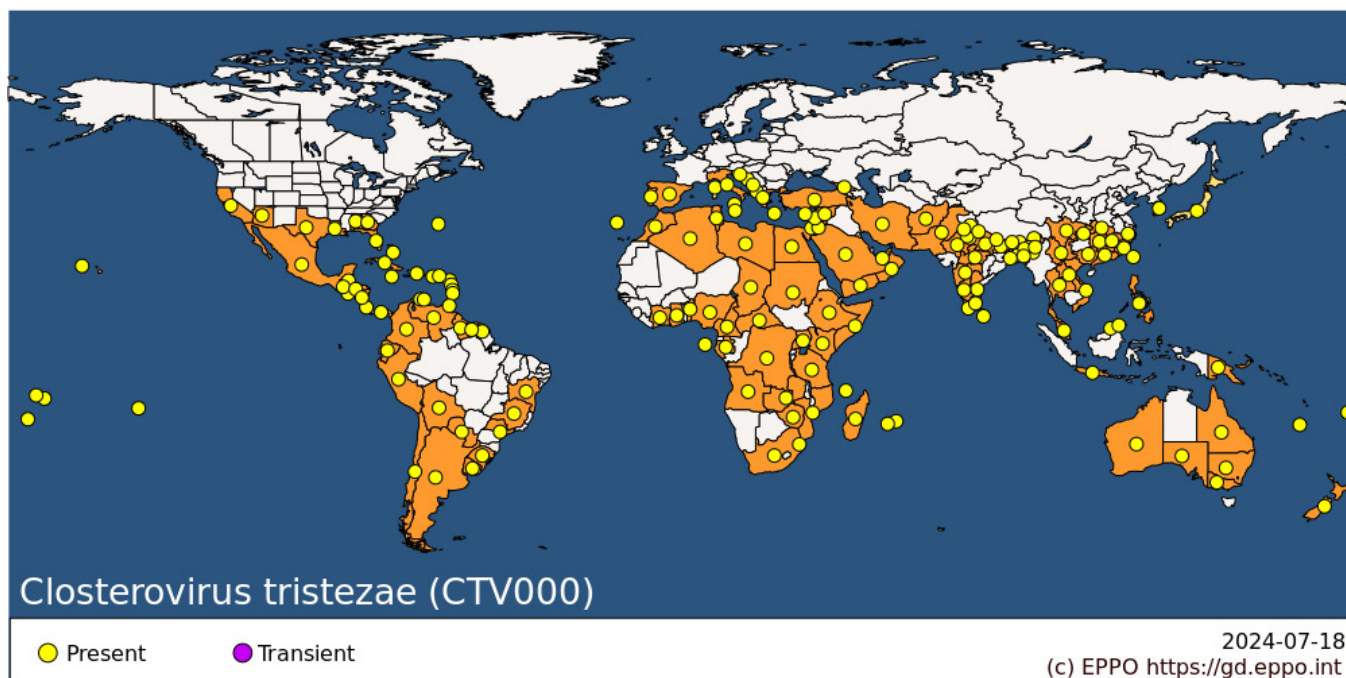 Closterovirus tristezae (CTV000)
Present
Transient
2024-07-18
(c) EPPO https://gd.eppo.int